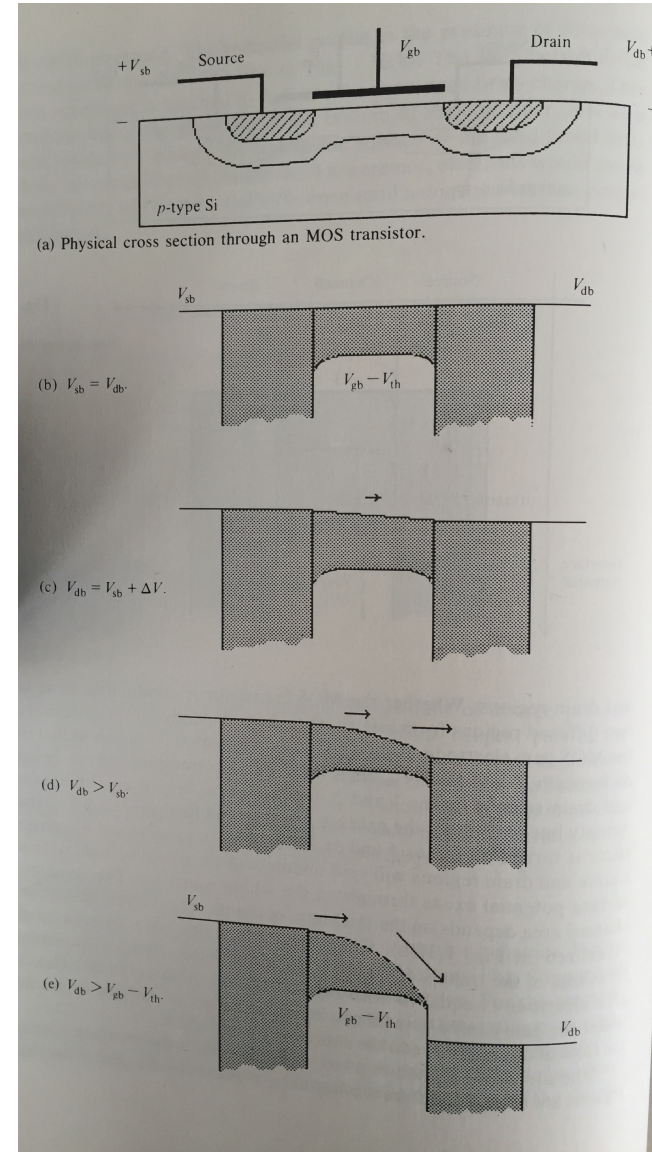 V_gb
Drain
V_db+
Source
+V_sb
−
−
p-type Si
(a) Physical cross section through an MOS transistor.
V_sb
V_db
(b) V_sb = V_db.
V_gb − V_th
(c) V_db = V_sb + ΔV.
(d) V_db > V_sb.
V_sb
(e) V_db > V_gb − V_th.
V_gb − V_th
V_db